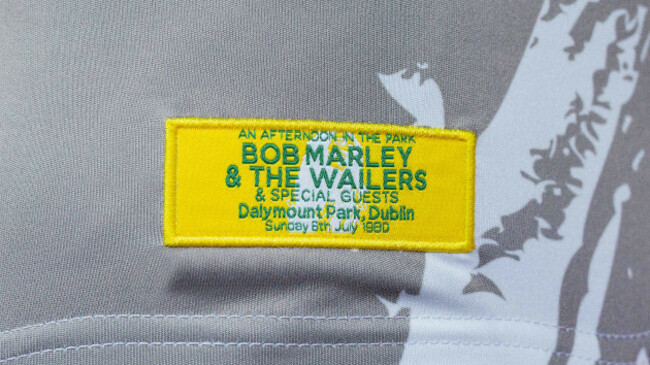 AN AFTERNOON IN THE PARK
BOB MARLEY
& THE WAILERS
& SPECIAL GUESTS
Dalymount Park, Dublin
Sunday 6th July 1980